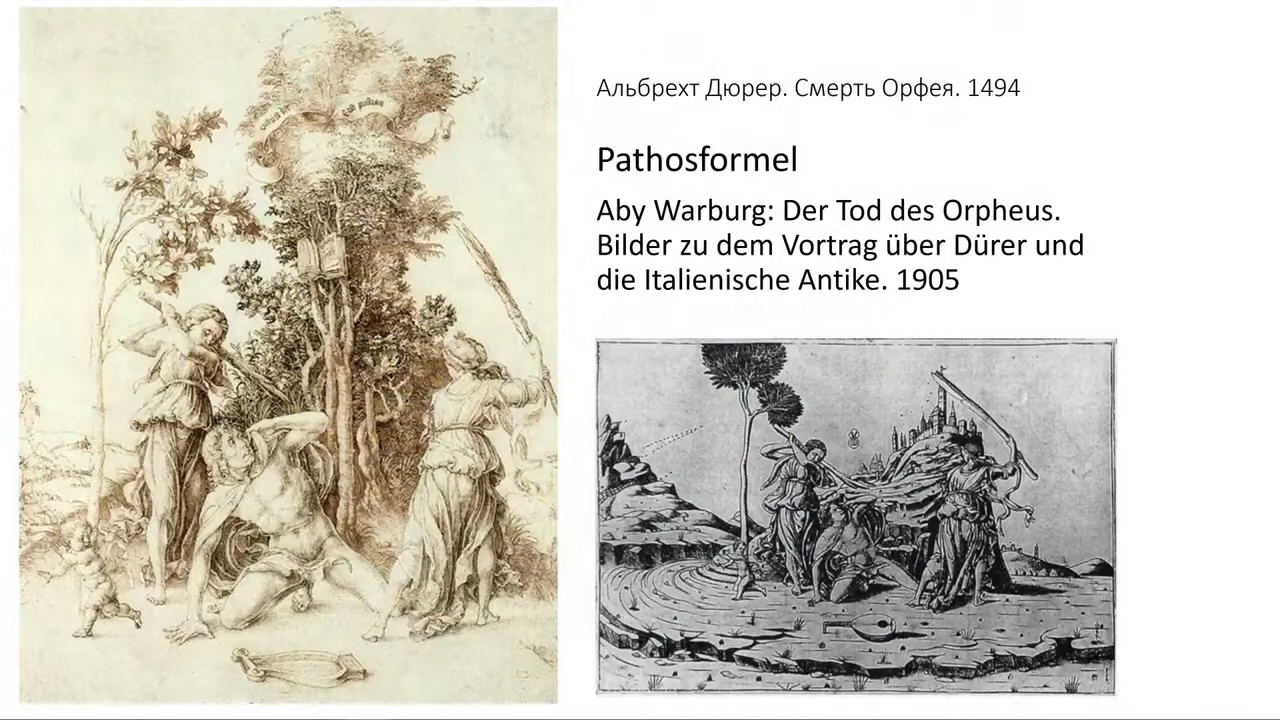 Альбрехт Дюрер. Смерть Орфея. 1494
Pathosformel
Aby Warburg: Der Tod des Orpheus.
Bilder zu dem Vortrag über Dürer und
die Italienische Antike. 1905